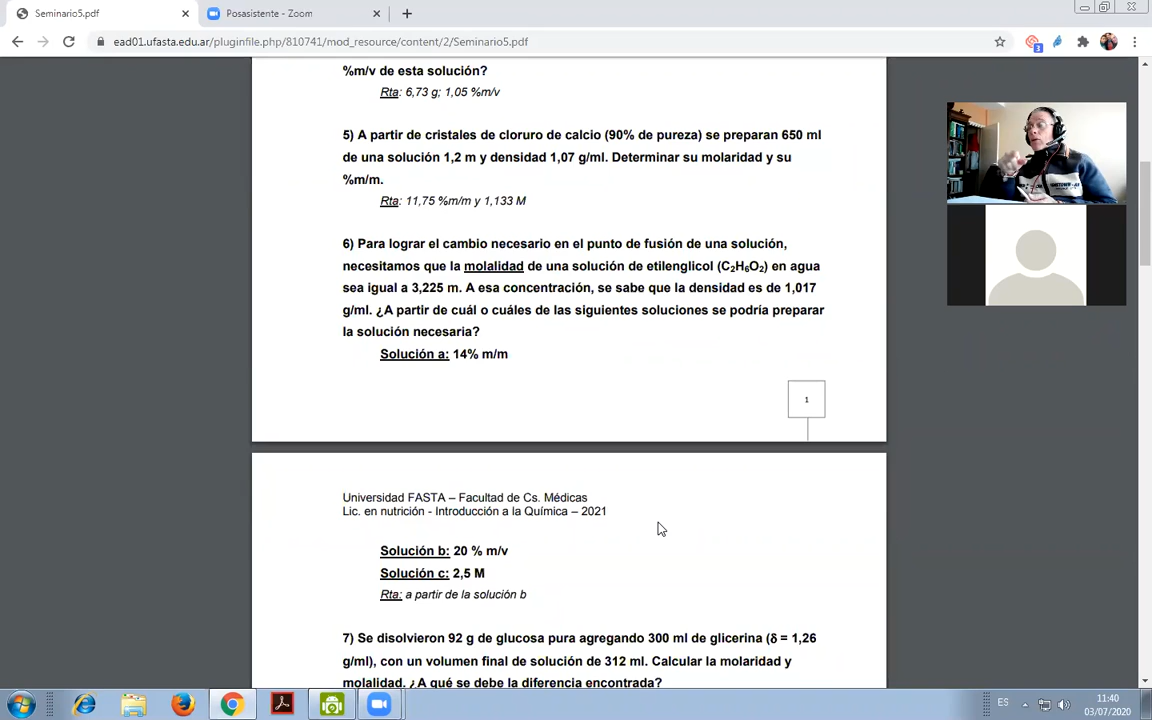 Seminario5.pdf
Posasistente - Zoom
ead01.ufasta.edu.ar/pluginfile.php/810741/mod_resource/content/2/Seminario5.pdf
3
%m/v de esta solución?
Rta: 6,73 g; 1,05 %m/v
5) A partir de cristales de cloruro de calcio (90% de pureza) se preparan 650 ml
de una solución 1,2 m y densidad 1,07 g/ml. Determinar su molaridad y su
%m/m.
Rta: 11,75 %m/m y 1,133 M
6) Para lograr el cambio necesario en el punto de fusión de una solución,
necesitamos que la molalidad de una solución de etilenglicol (C₂H₆O₂) en agua
sea igual a 3,225 m. A esa concentración, se sabe que la densidad es de 1,017
g/ml. ¿A partir de cuál o cuáles de las siguientes soluciones se podría preparar
la solución necesaria?
Solución a: 14% m/m
1
Universidad FASTA – Facultad de Cs. Médicas
Lic. en nutrición - Introducción a la Química – 2021
Solución b: 20 % m/v
Solución c: 2,5 M
Rta: a partir de la solución b
7) Se disolvieron 92 g de glucosa pura agregando 300 ml de glicerina (δ = 1,26
g/ml), con un volumen final de solución de 312 ml. Calcular la molaridad y
molalidad. ¿A qué se debe la diferencia encontrada?
ES
11:40
03/07/2020